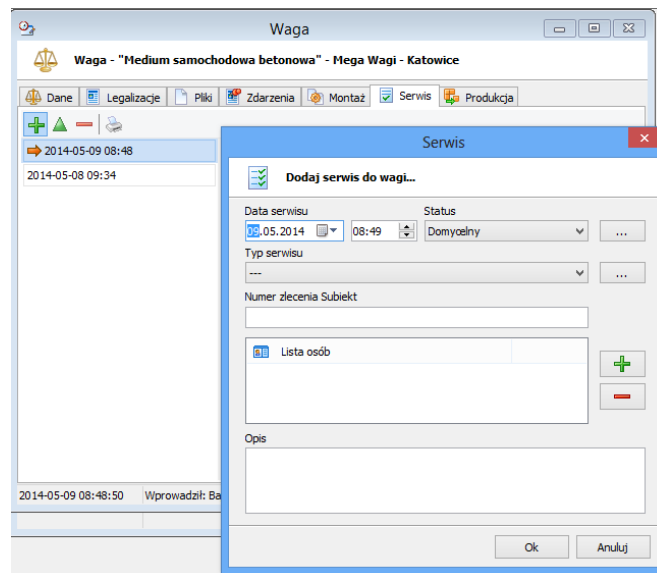 Waga
Waga - "Medium samochodowa betonowa" - Mega Wagi - Katowice
Dane Legalizacje Pliki Zdarzenia Montaż Serwis Produkcja
2014-05-09 08:48
2014-05-08 09:34
2014-05-09 08:48:50 Wprowadził: Ba
Serwis
Dodaj serwis do wagi...
Data serwisu Status
09.05.2014 08:49 Domyœlny ...
Typ serwisu
--- ...
Numer zlecenia Subiekt
Lista osób
Opis
Ok Anuluj